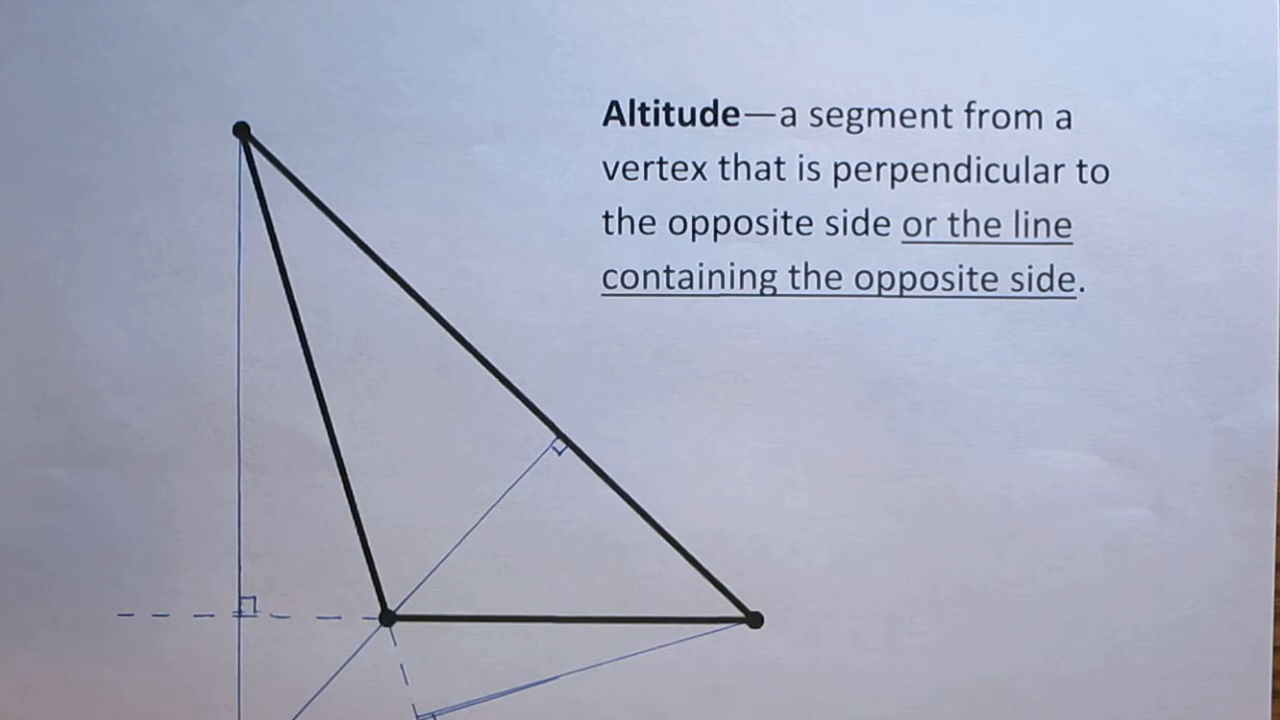 Altitude—a segment from a
vertex that is perpendicular to
the opposite side or the line
containing the opposite side.